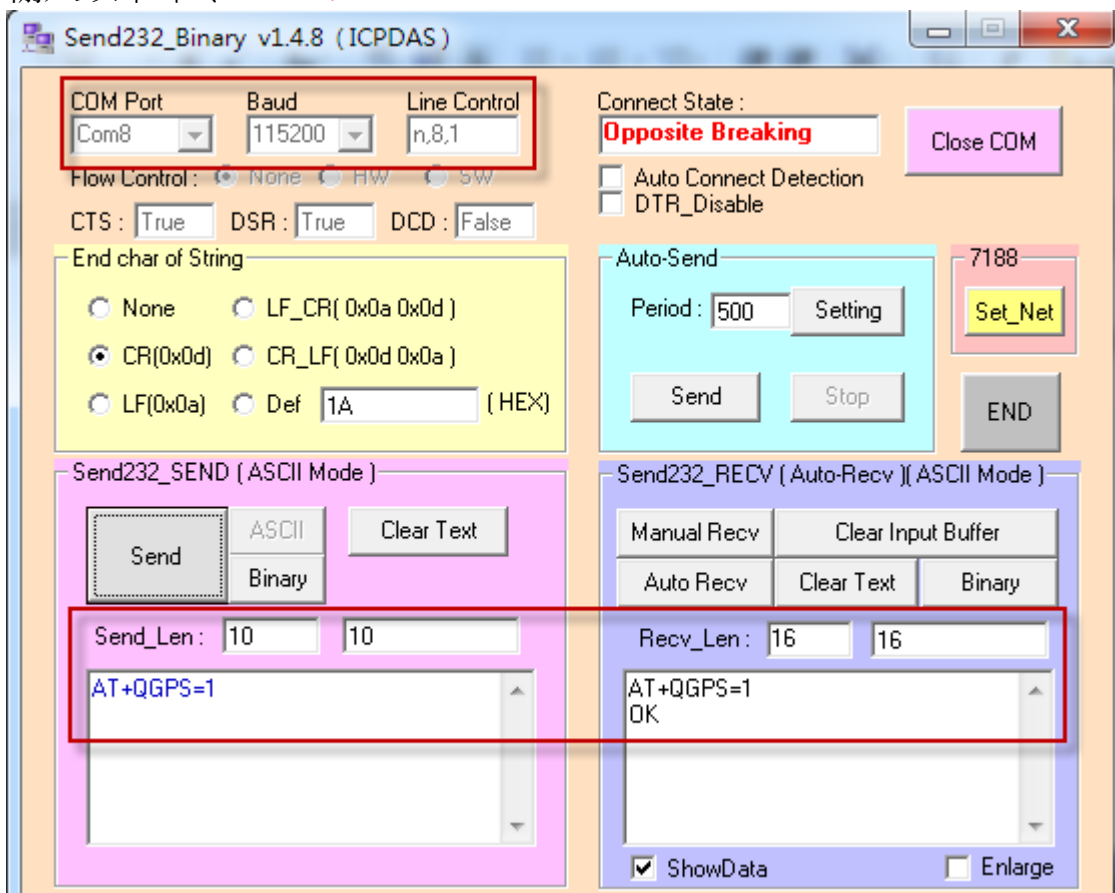 Send232_Binary v1.4.8 ( ICPDAS )
COM Port Baud Line Control
Com8 115200 n,8,1
Flow Control : None HW SW
CTS : True DSR : True DCD : False
Connect State :
Opposite Breaking
Close COM
Auto Connect Detection
DTR_Disable
End char of String
None LF_CR( 0x0a 0x0d )
CR(0x0d) CR_LF( 0x0d 0x0a )
LF(0x0a) Def 1A ( HEX)
Auto-Send
Period : 500 Setting
Send Stop
7188
Set_Net
END
Send232_SEND ( ASCII Mode )
Send ASCII Clear Text
Binary
Send_Len : 10 10
AT+QGPS=1
Send232_RECV ( Auto-Recv )( ASCII Mode )
Manual Recv Clear Input Buffer
Auto Recv Clear Text Binary
Recv_Len : 16 16
AT+QGPS=1
OK
ShowData Enlarge